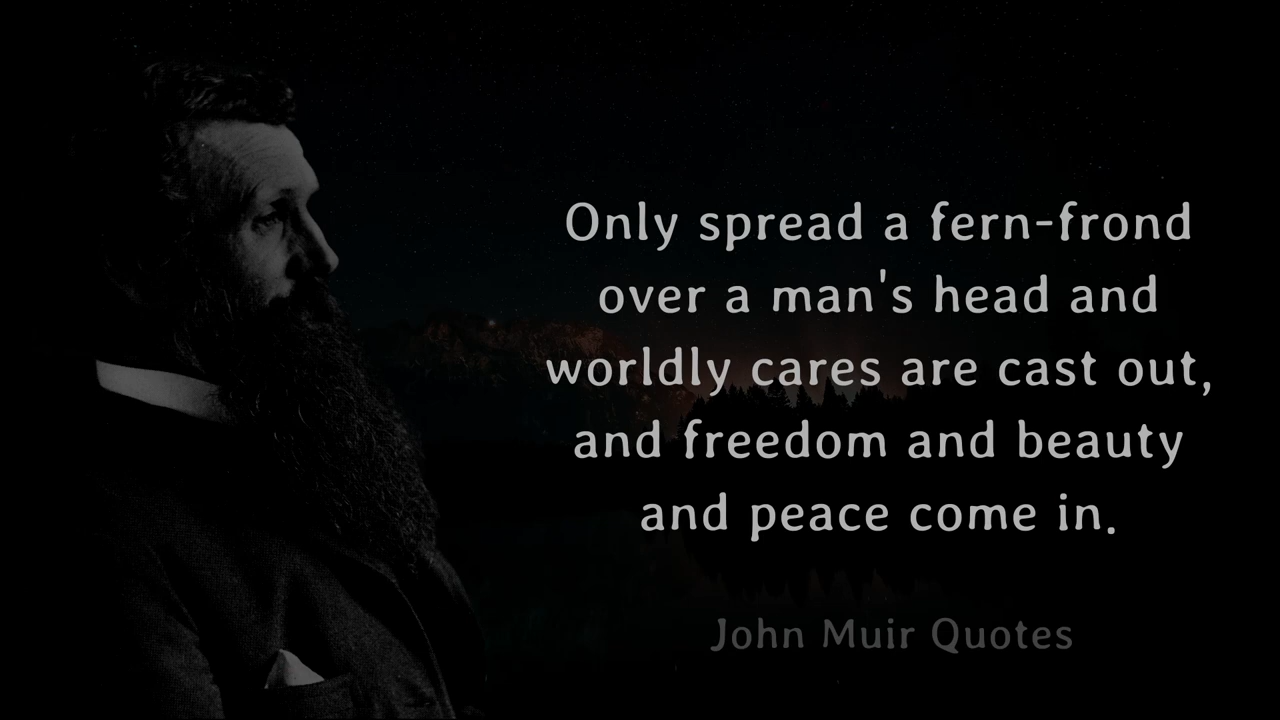 Only spread a fern-frond
over a man's head and
worldly cares are cast out,
and freedom and beauty
and peace come in.
John Muir Quotes